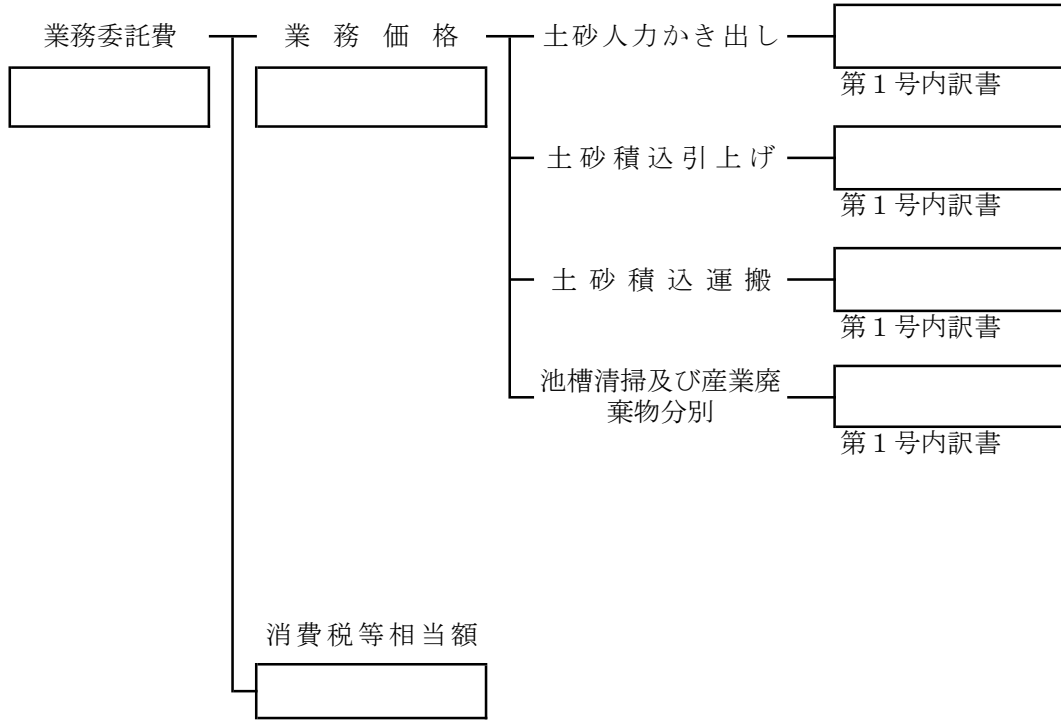 業務委託費
業務価格
土砂人力かき出し
第１号内訳書
土砂積込引上げ
第１号内訳書
土砂積込運搬
第１号内訳書
池槽清掃及び産業廃
棄物分別
第１号内訳書
消費税等相当額